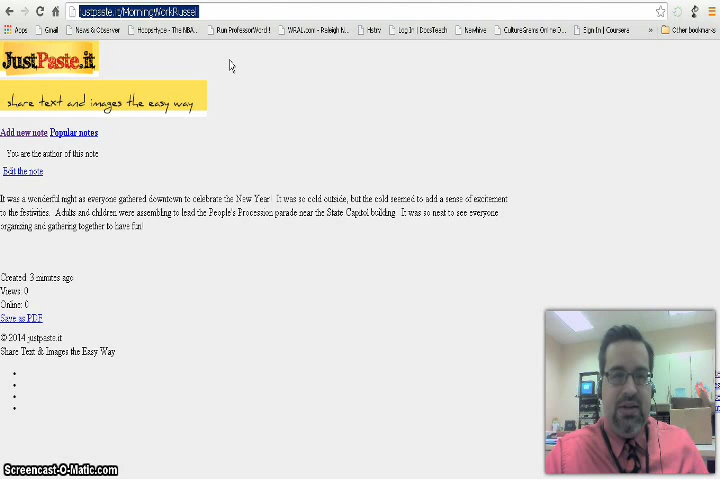 justpaste.it/MorningWorkRussel
Apps Gmail News & Observer HoopsHype - The NBA... Run ProfessorWord! WRAL.com - Raleigh N... Hstry Log In | DocsTeach Newhive CultureGrams Online D... Sign In | Coursera » Other bookmarks
JustPaste.it
share text and images the easy way
Add new note Popular notes
You are the author of this note
Edit the note
It was a wonderful night as everyone gathered downtown to celebrate the New Year! It was so cold outside, but the cold seemed to add a sense of excitement
to the festivities. Adults and children were assembling to lead the People's Procession parade near the State Capitol building. It was so neat to see everyone
organizing and gathering together to have fun!
Created: 3 minutes ago
Views: 0
Online: 0
Save as PDF
© 2014 justpaste.it
Share Text & Images the Easy Way
Screencast-O-Matic.com